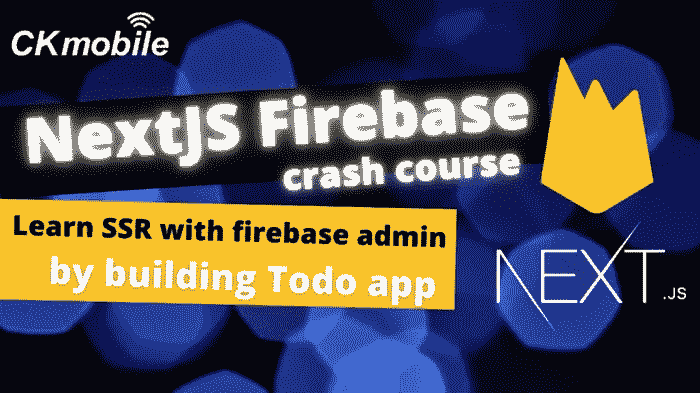 CKmobile
NextJS Firebase
crash course
Learn SSR with firebase admin
by building Todo app
NEXT
.JS